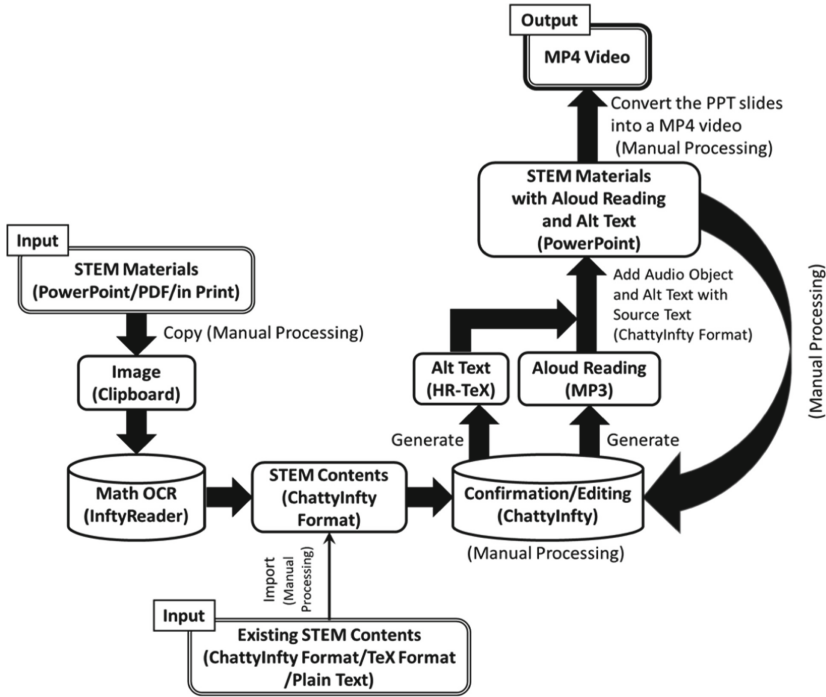 Output
MP4 Video
Convert the PPT slides
into a MP4 video
(Manual Processing)
STEM Materials
with Aloud Reading
and Alt Text
(PowerPoint)
(Manual Processing)
Input
STEM Materials
(PowerPoint/PDF/in Print)
Copy (Manual Processing)
Image
(Clipboard)
Add Audio Object
and Alt Text with
Source Text
(ChattyInfty Format)
Alt Text
(HR-TeX)
Aloud Reading
(MP3)
Generate
Generate
Math OCR
(InftyReader)
STEM Contents
(ChattyInfty
Format)
Confirmation/Editing
(ChattyInfty)
(Manual Processing)
Import
(Manual
Processing)
Input
Existing STEM Contents
(ChattyInfty Format/TeX Format
/Plain Text)